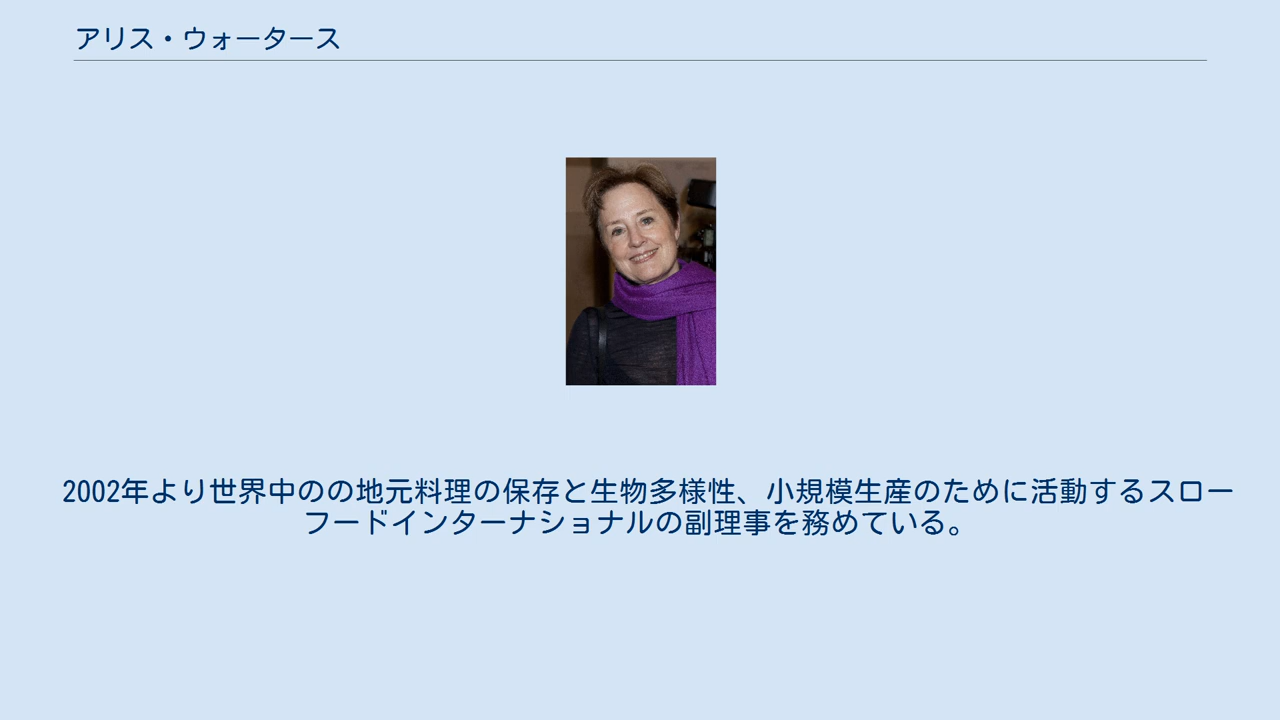 アリス・ウォータース
2002年より世界中のの地元料理の保存と生物多様性、小規模生産のために活動するスロー
フードインターナショナルの副理事を務めている。